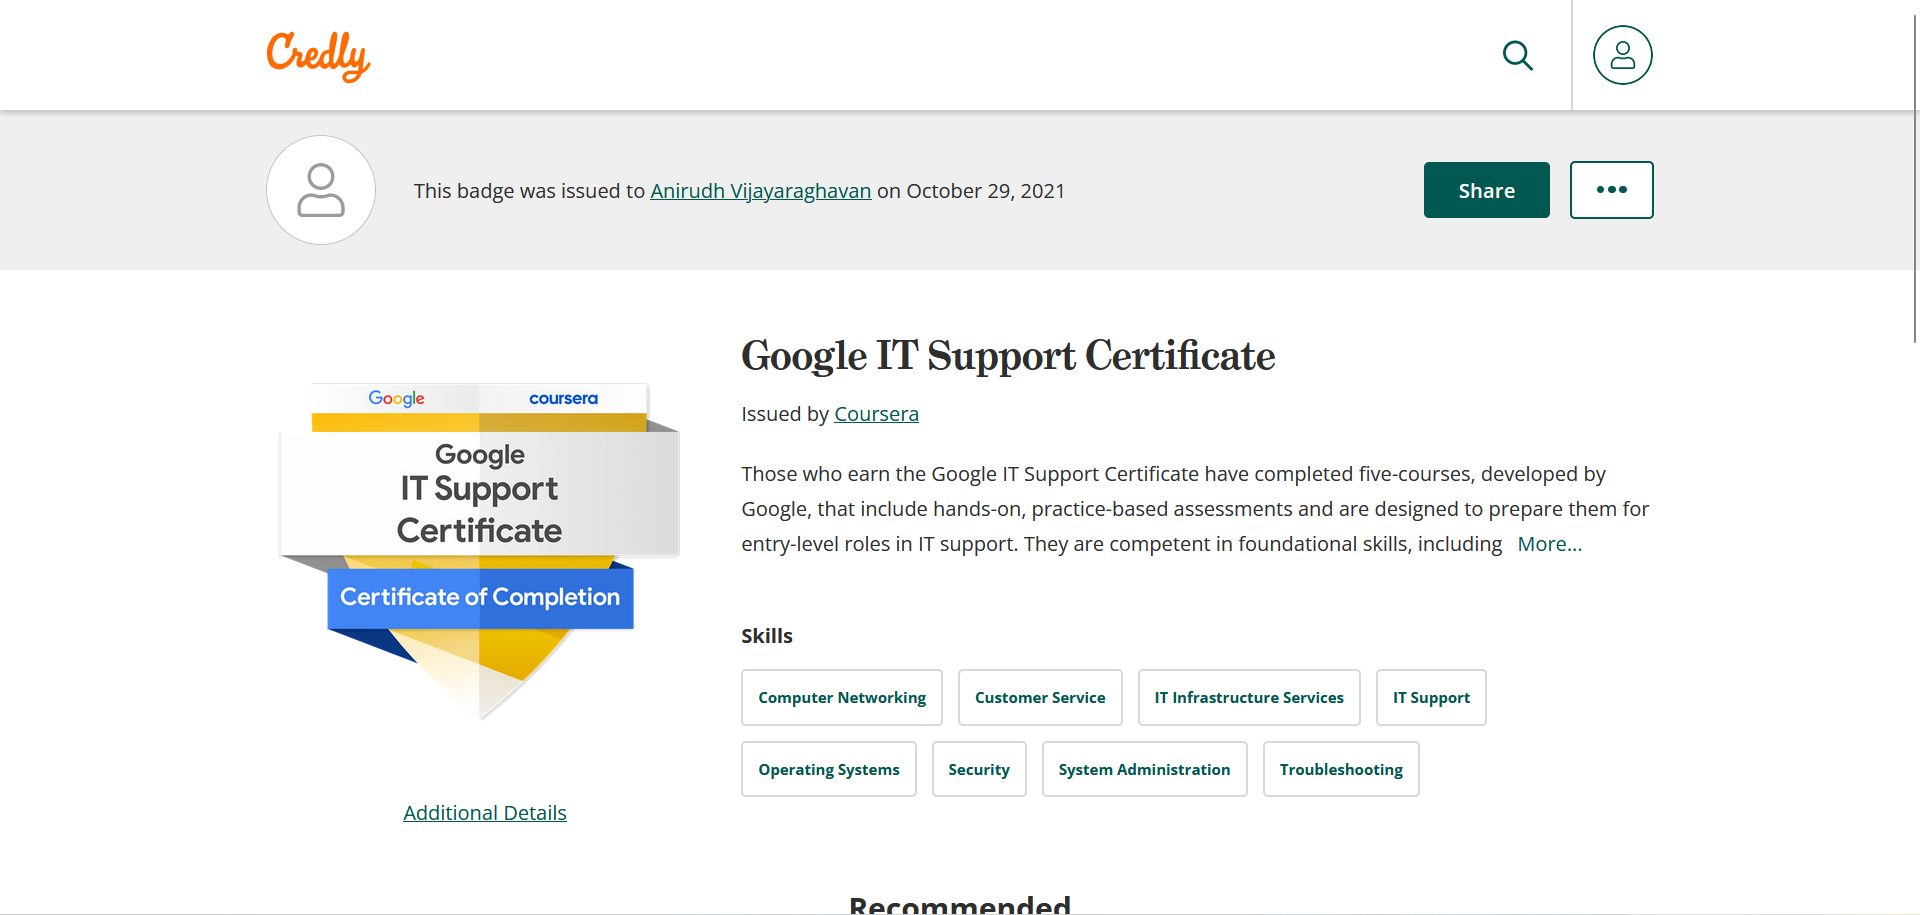 Credly
This badge was issued to Anirudh Vijayaraghavan on October 29, 2021
Share
Google coursera
Google
IT Support
Certificate
Certificate of Completion
Additional Details
Google IT Support Certificate
Issued by Coursera
Those who earn the Google IT Support Certificate have completed five-courses, developed by
Google, that include hands-on, practice-based assessments and are designed to prepare them for
entry-level roles in IT support. They are competent in foundational skills, including More...
Skills
Computer Networking Customer Service IT Infrastructure Services IT Support
Operating Systems Security System Administration Troubleshooting
Recommended